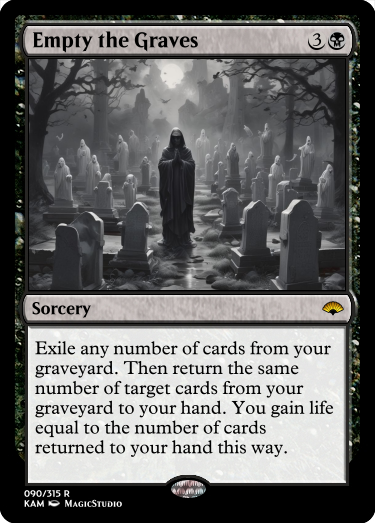 Empty the Graves 3
Sorcery
Exile any number of cards from your
graveyard. Then return the same
number of target cards from your
graveyard to your hand. You gain life
equal to the number of cards
returned to your hand this way.
090/315 R
KAM MagicStudio